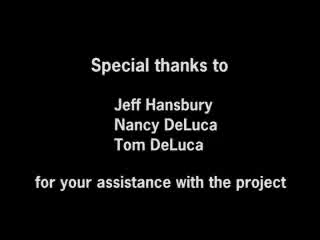 Special thanks to
Jeff Hansbury
Nancy DeLuca
Tom DeLuca
for your assistance with the project